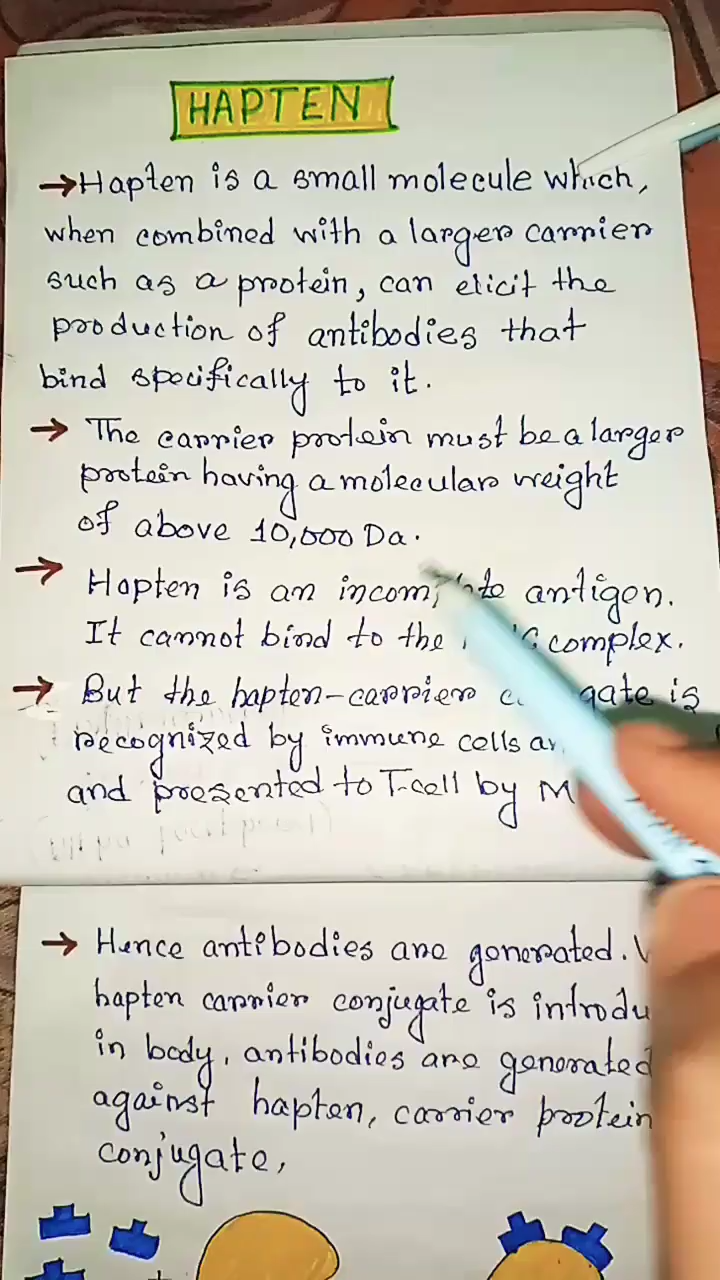 HAPTEN
→Hapten is a small molecule which,
when combined with a larger carrier
such as a protein, can elicit the
production of antibodies that
bind specifically to it.
→ The carrier protein must be a larger
protein having a molecular weight
of above 10,000 Da.
→ Hapten is an antigen.
It cannot bind to the complex.
→ But the hapten-carrier is
recognized by immune cells
and presented to T-cell by
→ Hence antibodies are generated.
hapten carrier conjugate is
in body, antibodies are generated
against hapten, carrier protein
conjugate,